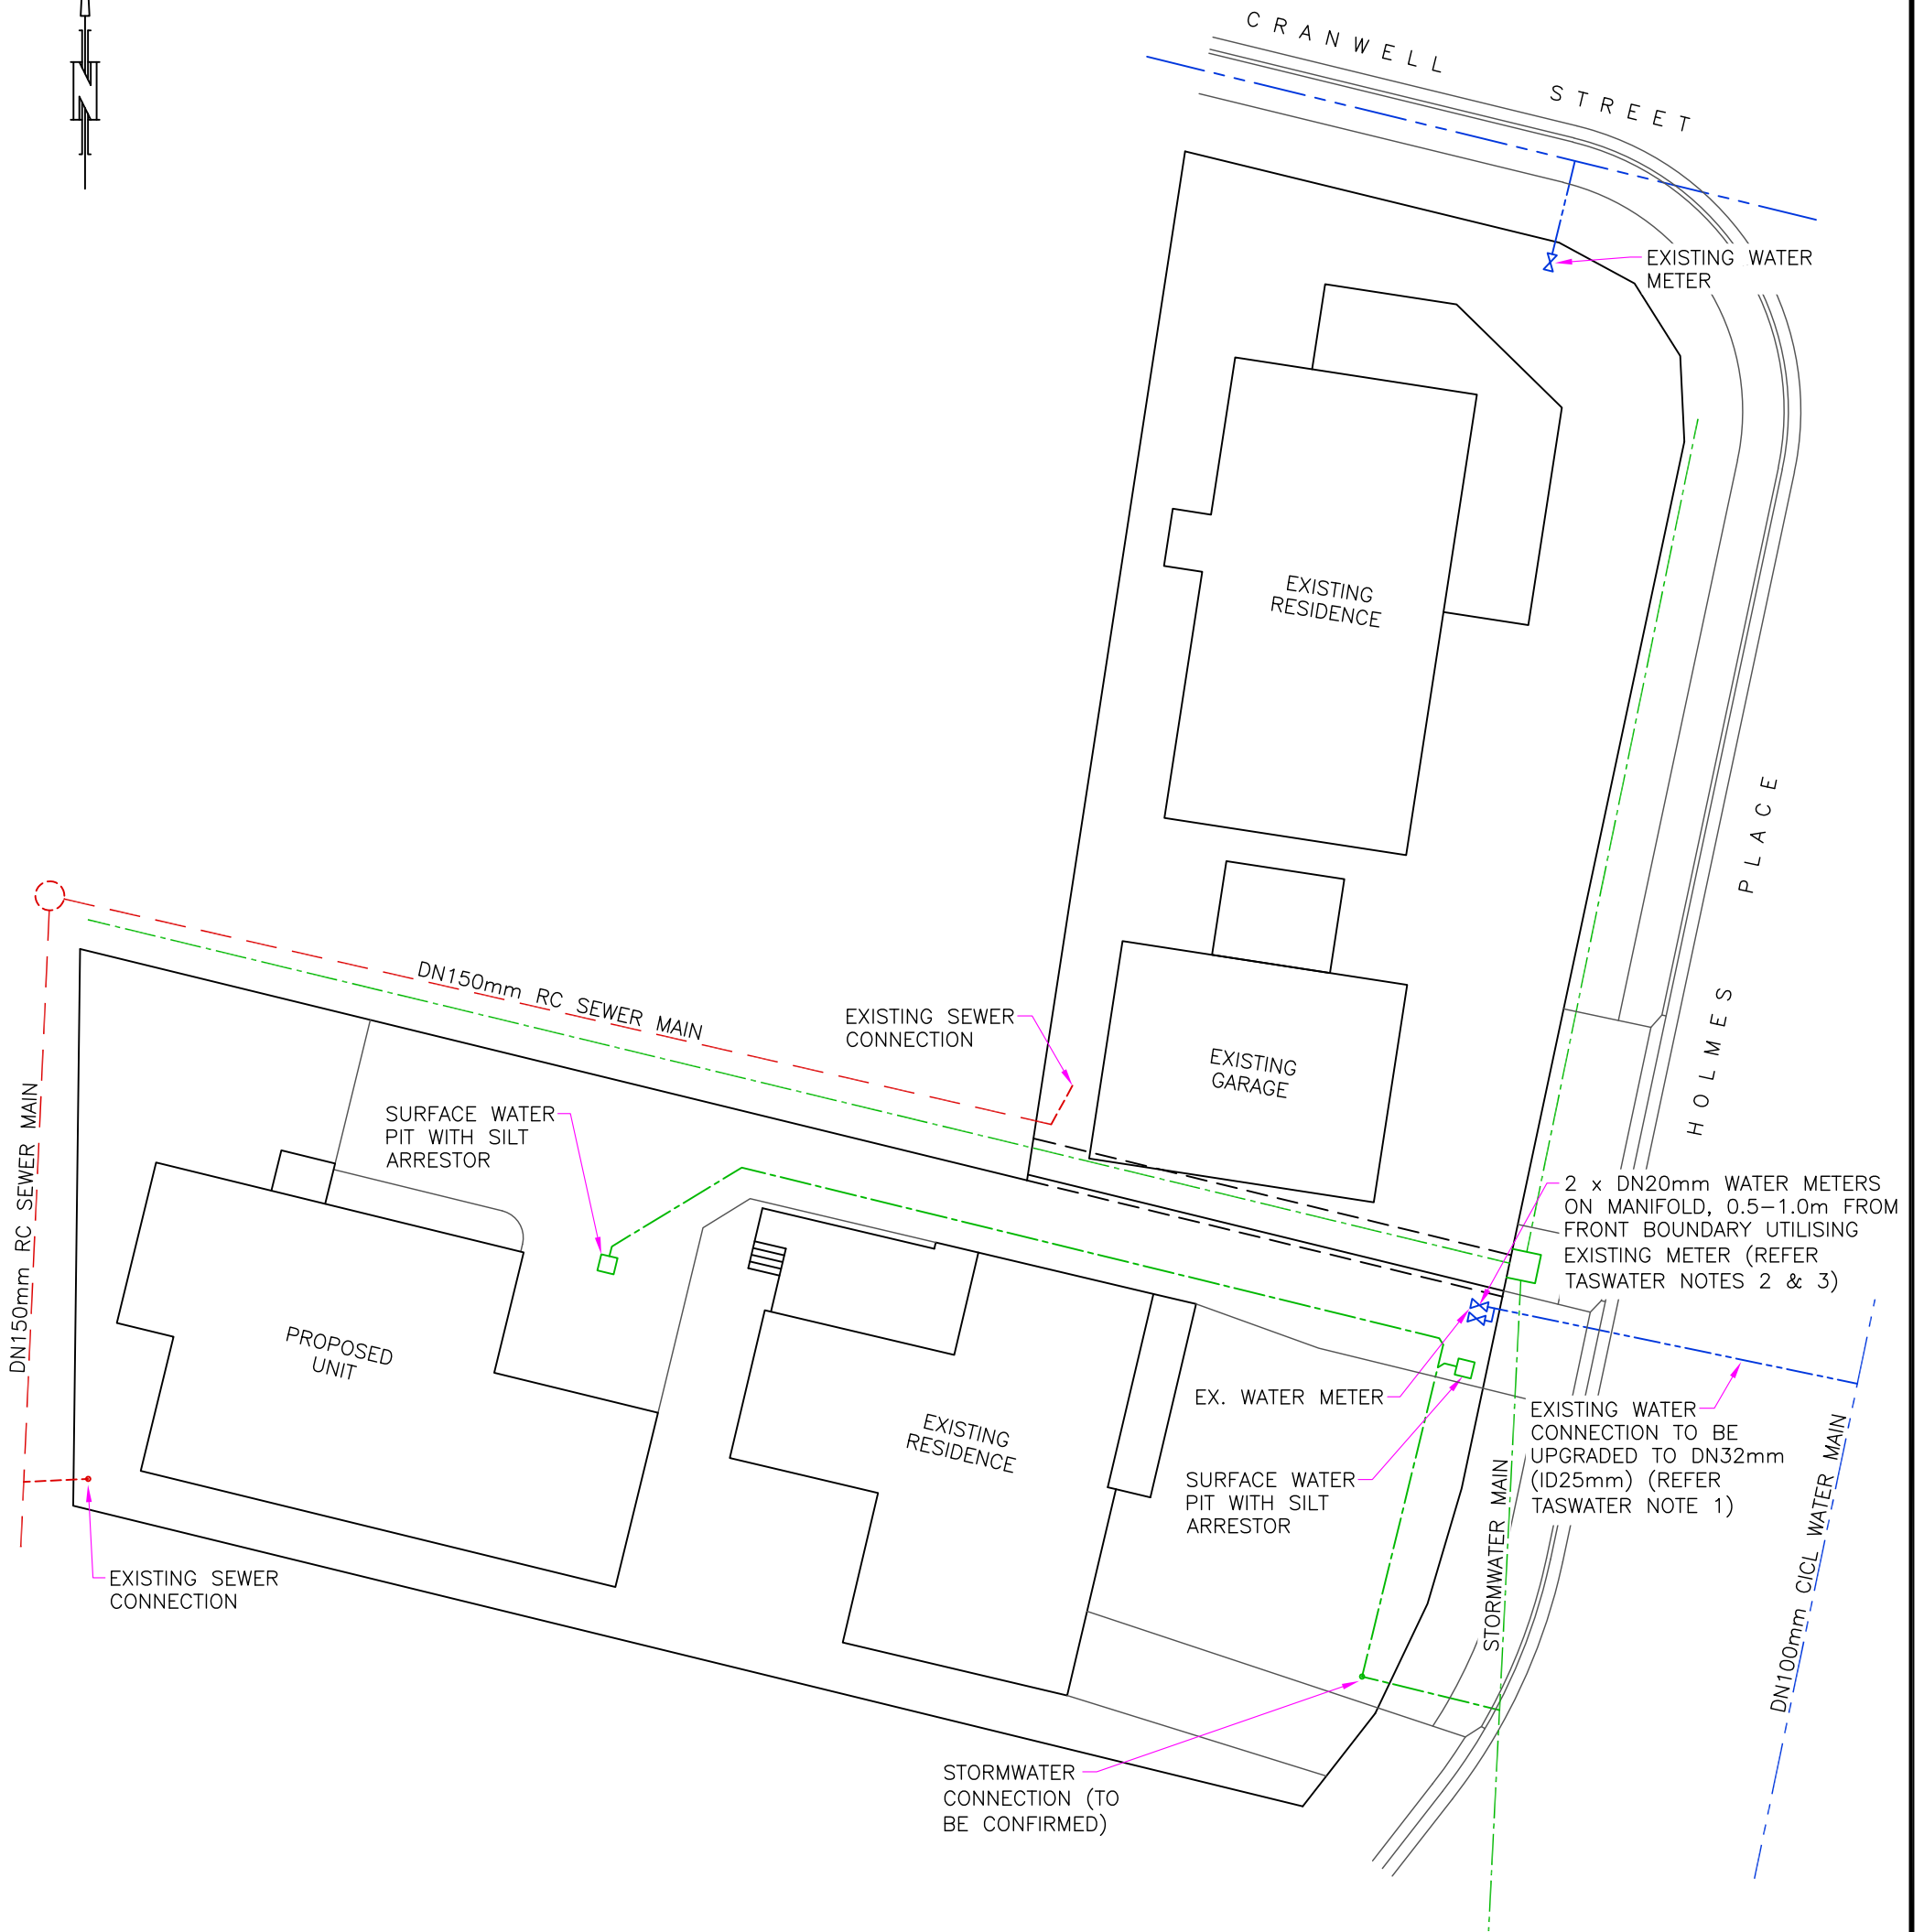 N
CRANWELL STREET
EXISTING WATER
METER
EXISTING
RESIDENCE
HOLMES PLACE
DN150mm RC SEWER MAIN
EXISTING SEWER
CONNECTION
EXISTING
GARAGE
SURFACE WATER
PIT WITH SILT
ARRESTOR
DN150mm RC SEWER MAIN
2 x DN20mm WATER METERS
ON MANIFOLD, 0.5-1.0m FROM
FRONT BOUNDARY UTILISING
EXISTING METER (REFER
TASWATER NOTES 2 & 3)
PROPOSED
UNIT
EX. WATER METER
EXISTING WATER
CONNECTION TO BE
UPGRADED TO DN32mm
(ID25mm) (REFER
TASWATER NOTE 1)
EXISTING
RESIDENCE
SURFACE WATER
PIT WITH SILT
ARRESTOR
STORMWATER MAIN
DN100mm CICL WATER MAIN
EXISTING SEWER
CONNECTION
STORMWATER
CONNECTION (TO
BE CONFIRMED)